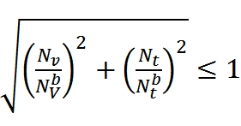 √((N_v/N_V^b)^2 + (N_t/N_t^b)^2) ≤ 1